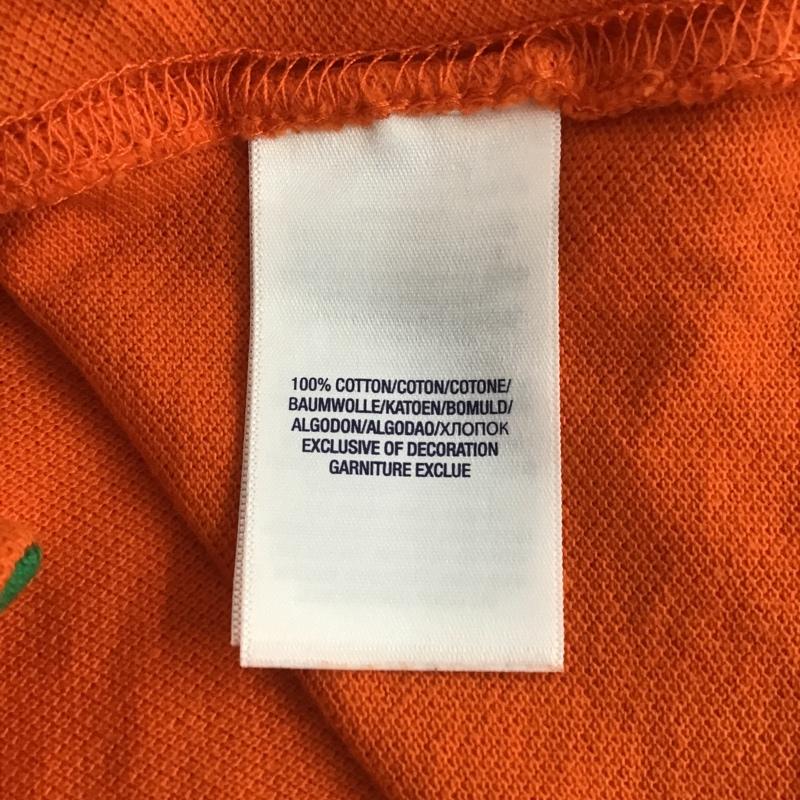 100% COTTON/COTON/COTONE/
BAUMWOLLE/KATOEN/BOMULD/
ALGODON/ALGODAO/ХЛОПОК
EXCLUSIVE OF DECORATION
GARNITURE EXCLUE